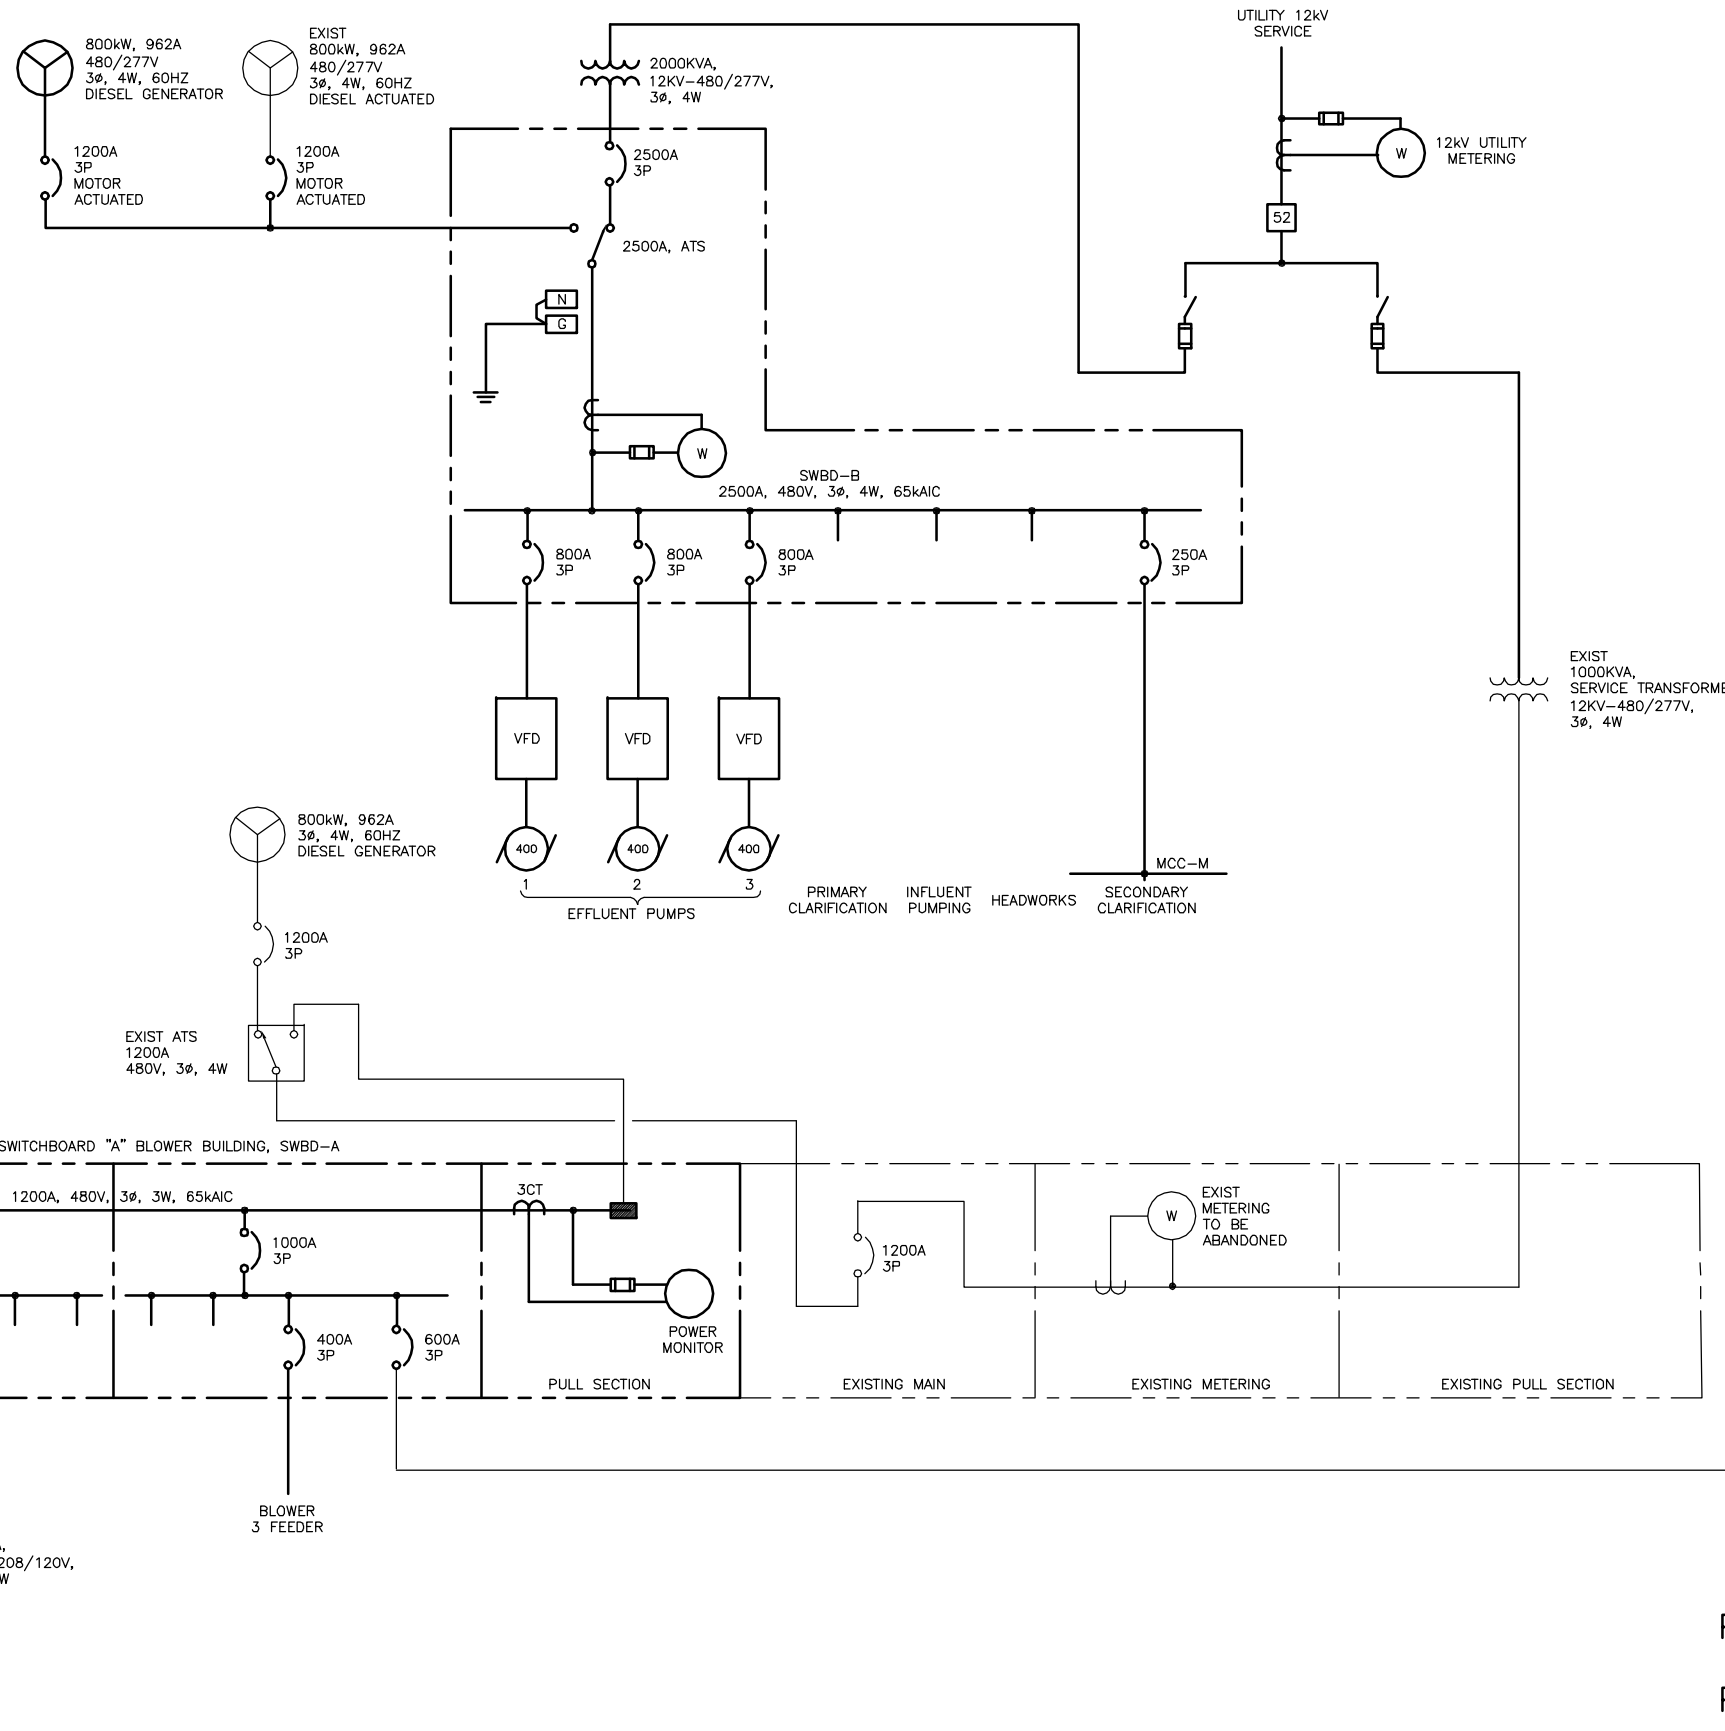 800kW, 962A
480/277V
3ø, 4W, 60HZ
DIESEL GENERATOR
EXIST
800kW, 962A
480/277V
3ø, 4W, 60HZ
DIESEL ACTUATED
2000KVA,
12KV-480/277V,
3ø, 4W
UTILITY 12kV
SERVICE
12kV UTILITY
METERING
W
52
1200A
3P
MOTOR
ACTUATED
1200A
3P
MOTOR
ACTUATED
2500A
3P
2500A, ATS
N
G
W
SWBD-B
2500A, 480V, 3ø, 4W, 65kAIC
800A
3P
800A
3P
800A
3P
250A
3P
EXIST
1000KVA,
SERVICE TRANSFORME
12KV-480/277V,
3ø, 4W
VFD
VFD
VFD
400
400
400
1
2
3
EFFLUENT PUMPS
PRIMARY
CLARIFICATION
INFLUENT
PUMPING
HEADWORKS
MCC-M
SECONDARY
CLARIFICATION
800kW, 962A
3ø, 4W, 60HZ
DIESEL GENERATOR
1200A
3P
EXIST ATS
1200A
480V, 3ø, 4W
SWITCHBOARD "A" BLOWER BUILDING, SWBD-A
1200A, 480V, 3ø, 3W, 65kAIC
3CT
1000A
3P
400A
3P
600A
3P
POWER
MONITOR
PULL SECTION
1200A
3P
EXISTING MAIN
W
EXIST
METERING
TO BE
ABANDONED
EXISTING METERING
EXISTING PULL SECTION
BLOWER
3 FEEDER
208/120V,
W